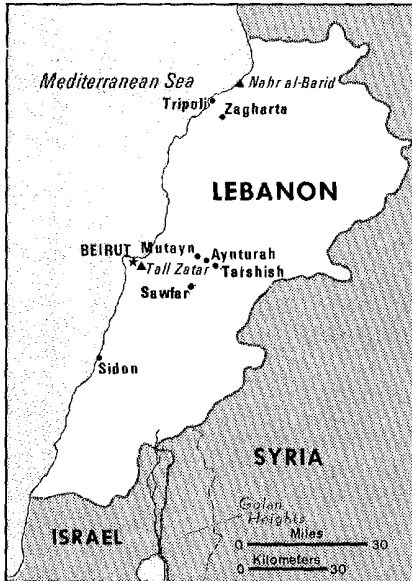 Mediterranean Sea
Nahr al-Barid
Tripoli
Zagharta
LEBANON
BEIRUT
Mutayn
Aynturah
Tall Zatar
Tarshish
Sawfar
Sidon
SYRIA
Golan
Heights
ISRAEL
Miles
0 30
Kilometers
0 30